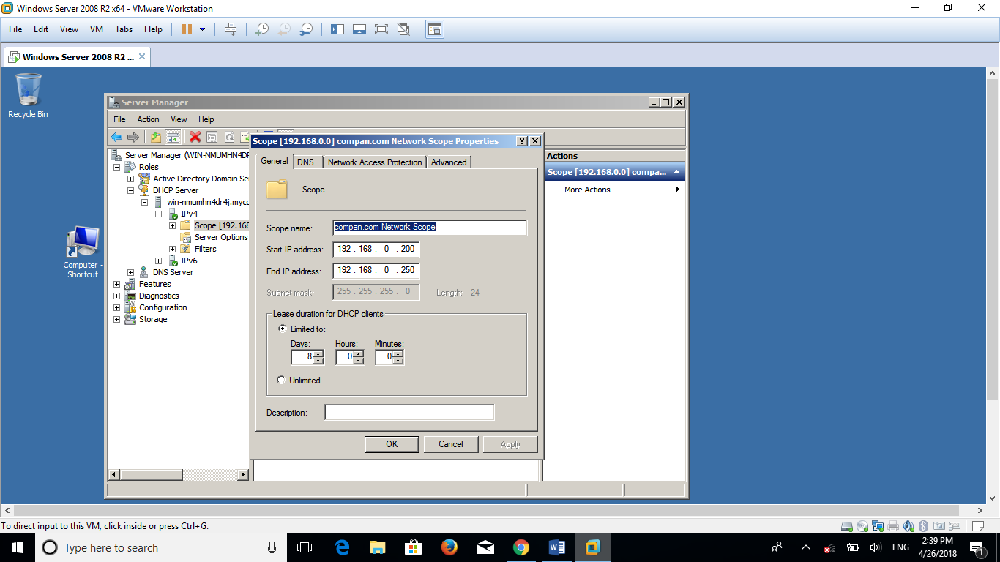 Windows Server 2008 R2 x64 - VMware Workstation
File Edit View VM Tabs Help
Windows Server 2008 R2 ...
Recycle Bin
Computer -
Shortcut
Server Manager
File Action View Help
Server Manager (WIN-NMUMHN4DR
Roles
Active Directory Domain Se
DHCP Server
win-nmumhn4dr4j.myco
IPv4
Scope [192.168
Server Options
Filters
IPv6
DNS Server
Features
Diagnostics
Configuration
Storage
Scope [192.168.0.0] compan.com Network Scope Properties
General DNS Network Access Protection Advanced
Scope
Scope name: compan.com Network Scope
Start IP address: 192 . 168 . 0 . 200
End IP address: 192 . 168 . 0 . 250
Subnet mask: 255 . 255 . 255 . 0 Length: 24
Lease duration for DHCP clients
Limited to:
Days: Hours: Minutes:
8 0 0
Unlimited
Description:
OK Cancel Apply
Actions
Scope [192.168.0.0] compa...
More Actions
To direct input to this VM, click inside or press Ctrl+G.
Type here to search
ENG
2:39 PM
4/26/2018
1